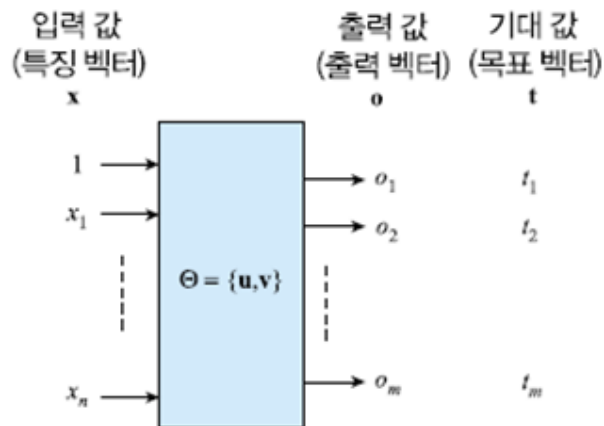 입력 값 출력 값 기대 값
(특징 벡터) (출력 벡터) (목표 벡터)
x o t
1
o₁ t₁
x₁
o₂ t₂
Θ = {u,v}
xₙ oₘ tₘ